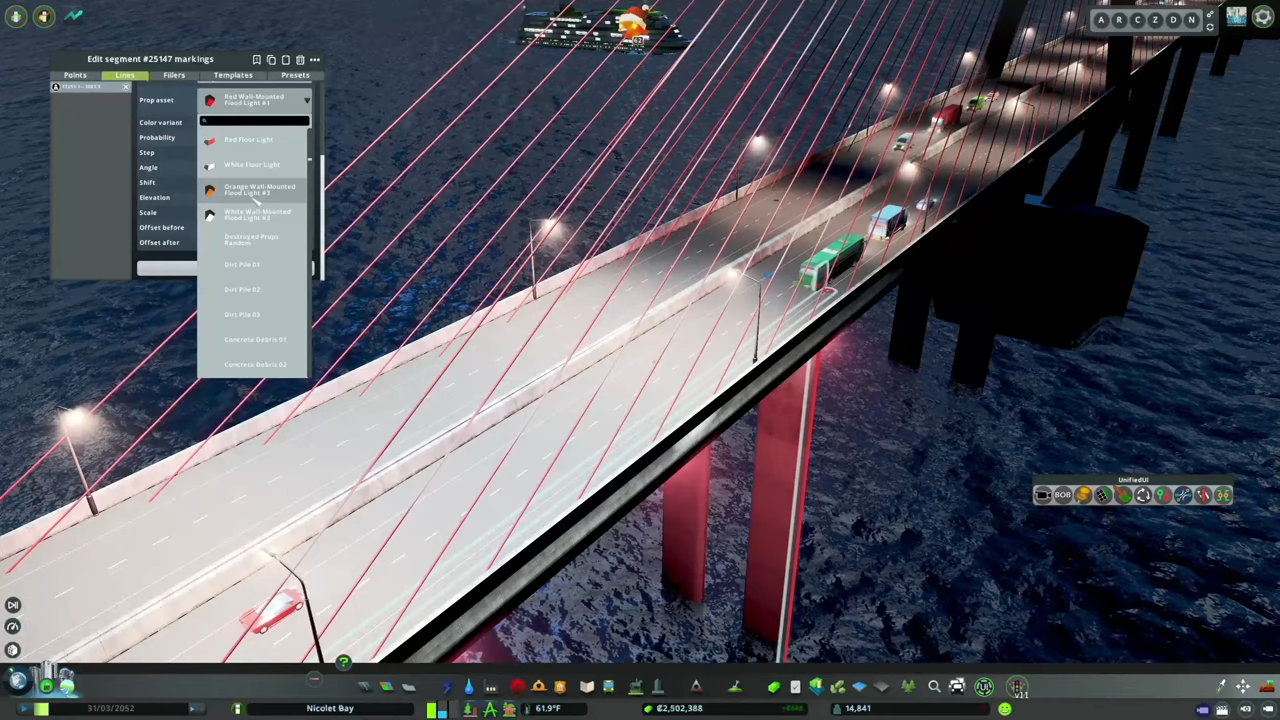 A R C Z D N
Edit segment #25147 markings
Points Lines Fillers Templates Presets
Prop asset
Red Wall-Mounted
Flood Light #1
Color variant
Probability
Step
Angle
Shift
Elevation
Scale
Offset before
Offset after
Red Floor Light
White Floor Light
Orange Wall-Mounted
Flood Light #2
White Wall-Mounted
Flood Light #3
Destroyed Props
Random
Dirt Pile 01
Dirt Pile 02
Dirt Pile 03
Concrete Debris 01
Concrete Debris 02
UnifiedUI
BOB
?
V11
31/03/2052
Nicolet Bay
61.9°F
₡2,502,388
14,841